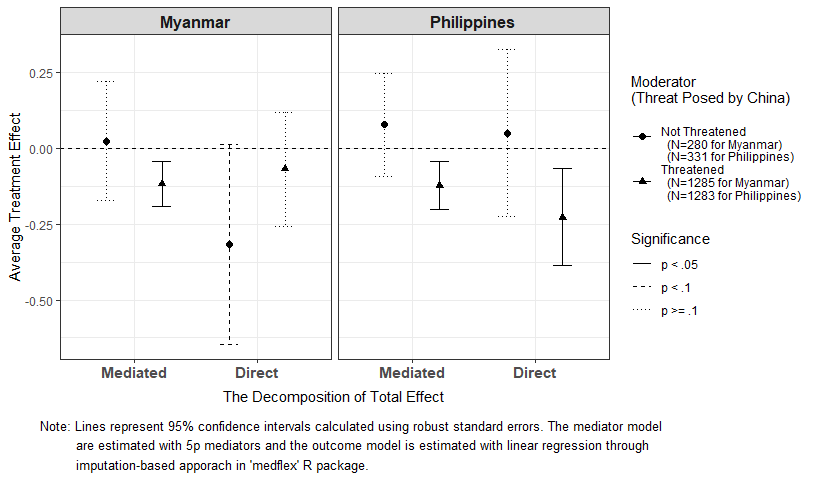 Myanmar
Philippines
Average Treatment Effect
0.25
0.00
-0.25
-0.50
Mediated
Direct
Mediated
Direct
The Decomposition of Total Effect
Moderator
(Threat Posed by China)
Not Threatened
(N=280 for Myanmar)
(N=331 for Philippines)
Threatened
(N=1285 for Myanmar)
(N=1283 for Philippines)
Significance
p < .05
p < .1
p >= .1
Note: Lines represent 95% confidence intervals calculated using robust standard errors. The mediator model
are estimated with 5p mediators and the outcome model is estimated with linear regression through
imputation-based apporach in 'medflex' R package.